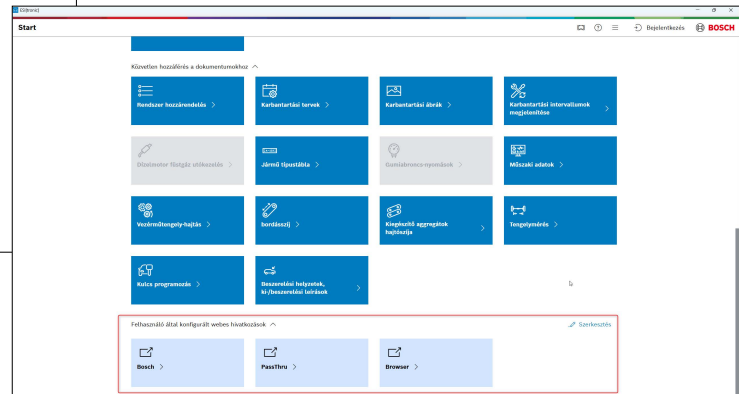 ESI[tronic]
Start
Bejelentkezés
BOSCH
Közvetlen hozzáférés a dokumentumokhoz
Rendszer hozzárendelés
Karbantartási tervek
Karbantartási ábrák
Karbantartási intervallumok
megjelenítése
Dízelmotor füstgáz utókezelés
Jármű típustábla
Gumiabroncs-nyomások
Műszaki adatok
Vezérműtengely-hajtás
bordásszíj
Kiegészítő aggregátok
hajtószíja
Tengelymérés
Kulcs programozás
Beszerelési helyzetek,
ki-/beszerelési leírások
Felhasználó által konfigurált webes hivatkozások
Szerkesztés
Bosch
PassThru
Browser